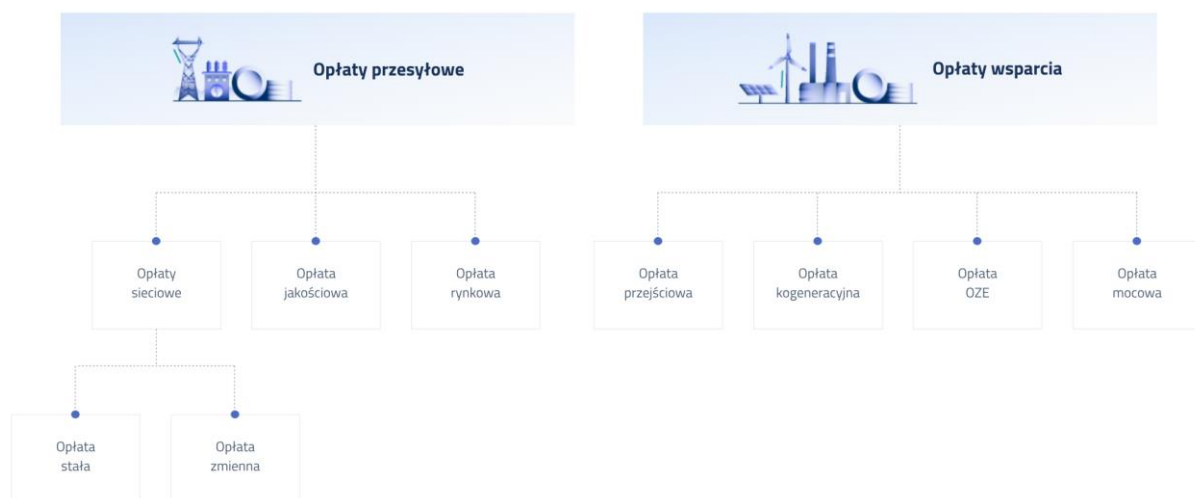 Opłaty przesyłowe
Opłaty wsparcia
Opłaty
sieciowe
Opłata
jakościowa
Opłata
rynkowa
Opłata
przejściowa
Opłata
kogeneracyjna
Opłata
OZE
Opłata
mocowa
Opłata
stała
Opłata
zmienna